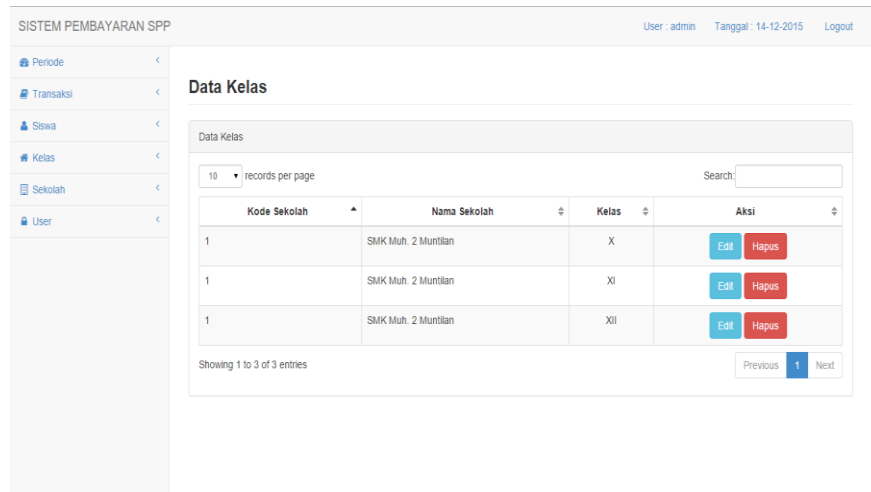 SISTEM PEMBAYARAN SPP User : admin Tanggal : 14-12-2015 Logout
Periode
Transaksi
Siswa
Kelas
Sekolah
User
Data Kelas
Data Kelas
10 records per page Search:
Kode Sekolah Nama Sekolah Kelas Aksi
1 SMK Muh. 2 Muntilan X Edit Hapus
1 SMK Muh. 2 Muntilan XI Edit Hapus
1 SMK Muh. 2 Muntilan XII Edit Hapus
Showing 1 to 3 of 3 entries Previous 1 Next